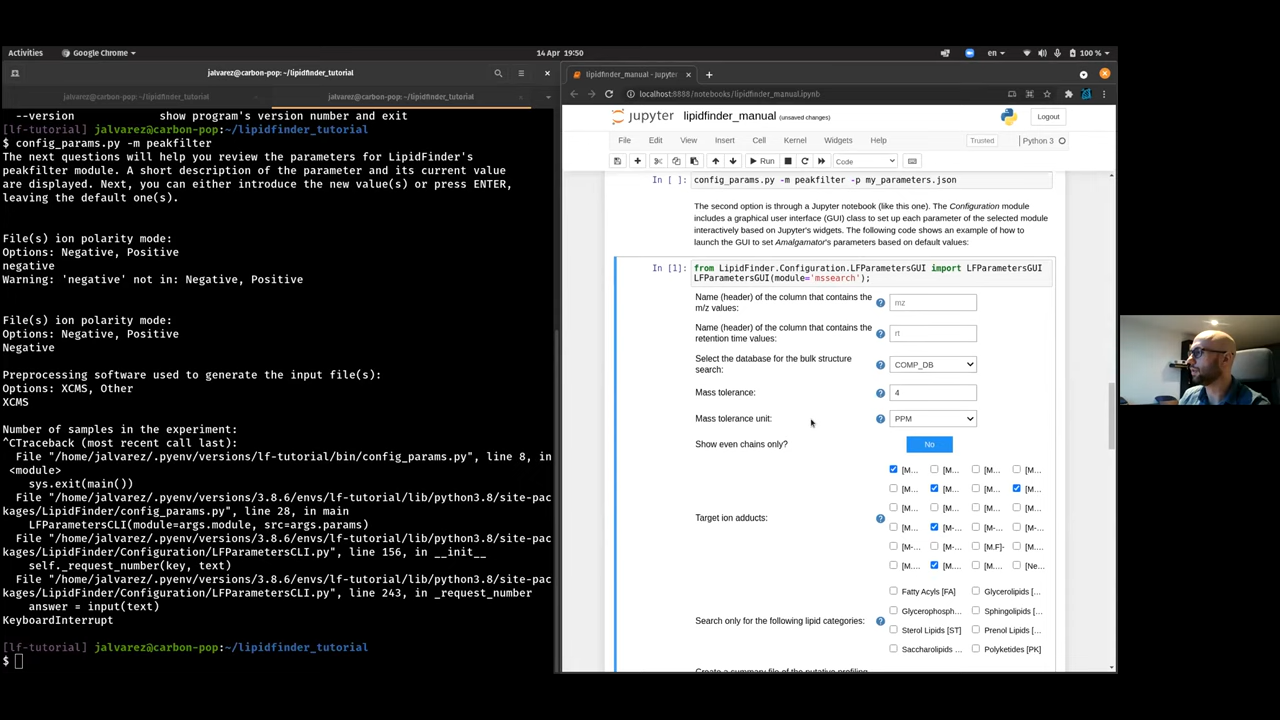 Activities
Google Chrome
14 Apr 19:50
en
100 %
jalvarez@carbon-pop: ~/lipidfinder_tutorial
jalvarez@carbon-pop: ~/lipidfinder_tutorial
jalvarez@carbon-pop: ~/lipidfinder_tutorial
--version show program's version number and exit
[lf-tutorial] jalvarez@carbon-pop:~/lipidfinder_tutorial
$ config_params.py -m peakfilter
The next questions will help you review the parameters for LipidFinder's
peakfilter module. A short description of the parameter and its current value
are displayed. Next, you can either introduce the new value(s) or press ENTER,
leaving the default one(s).
File(s) ion polarity mode:
Options: Negative, Positive
negative
Warning: 'negative' not in: Negative, Positive
File(s) ion polarity mode:
Options: Negative, Positive
Negative
Preprocessing software used to generate the input file(s):
Options: XCMS, Other
XCMS
Number of samples in the experiment:
^CTraceback (most recent call last):
File "/home/jalvarez/.pyenv/versions/lf-tutorial/bin/config_params.py", line 8, in
<module>
sys.exit(main())
File "/home/jalvarez/.pyenv/versions/3.8.6/envs/lf-tutorial/lib/python3.8/site-pac
kages/LipidFinder/config_params.py", line 28, in main
LFParametersCLI(module=args.module, src=args.params)
File "/home/jalvarez/.pyenv/versions/3.8.6/envs/lf-tutorial/lib/python3.8/site-pac
kages/LipidFinder/Configuration/LFParametersCLI.py", line 156, in __init__
self._request_number(key, text)
File "/home/jalvarez/.pyenv/versions/3.8.6/envs/lf-tutorial/lib/python3.8/site-pac
kages/LipidFinder/Configuration/LFParametersCLI.py", line 243, in _request_number
answer = input(text)
KeyboardInterrupt
[lf-tutorial] jalvarez@carbon-pop:~/lipidfinder_tutorial
$
lipidfinder_manual - Jupyter
localhost:8888/notebooks/lipidfinder_manual.ipynb
jupyter lipidfinder_manual (unsaved changes)
Logout
File Edit View Insert Cell Kernel Widgets Help
Trusted
Python 3
Run
Code
In [ ]: config_params.py -m peakfilter -p my_parameters.json
The second option is through a Jupyter notebook (like this one). The Configuration module
includes a graphical user interface (GUI) class to set up each parameter of the selected module
interactively based on Jupyter's widgets. The following code shows an example of how to
launch the GUI to set Amalgamator's parameters based on default values:
In [1]: from LipidFinder.Configuration.LFParametersGUI import LFParametersGUI
LFParametersGUI(module='mssearch');
Name (header) of the column that contains the
m/z values:
? mz
Name (header) of the column that contains the
retention time values:
? rt
Select the database for the bulk structure
search:
? COMP_DB
Mass tolerance: ? 4
Mass tolerance unit: ? PPM
Show even chains only? No
[M... [M... [M... [M...
[M... [M... [M... [M...
[M... [M... [M... [M...
Target ion adducts: ?
[M-... [M-... [M-... [M-...
[M-... [M-... [M.F]- [M...
[M... [M... [M... [Ne...
Fatty Acyls [FA] Glycerolipids [...
Glycerophosph... Sphingolipids [...
Search only for the following lipid categories: ?
Sterol Lipids [ST] Prenol Lipids [...
Saccharolipids ... Polyketides [PK]